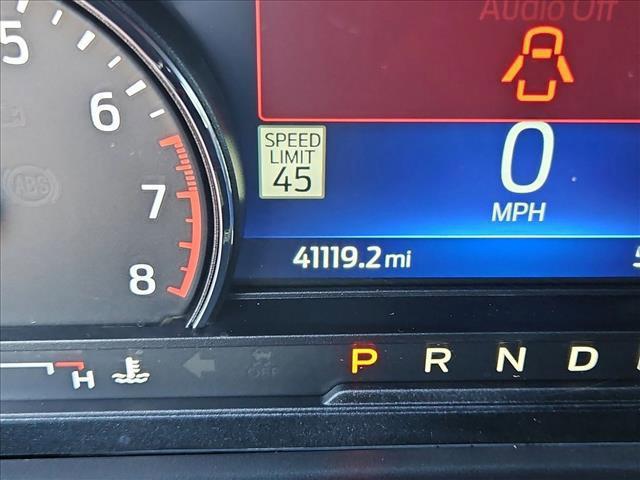 Audio Off
5
6
7
8
ABS
SPEED
LIMIT
45
0
MPH
41119.2 mi
H
OFF
P R N D